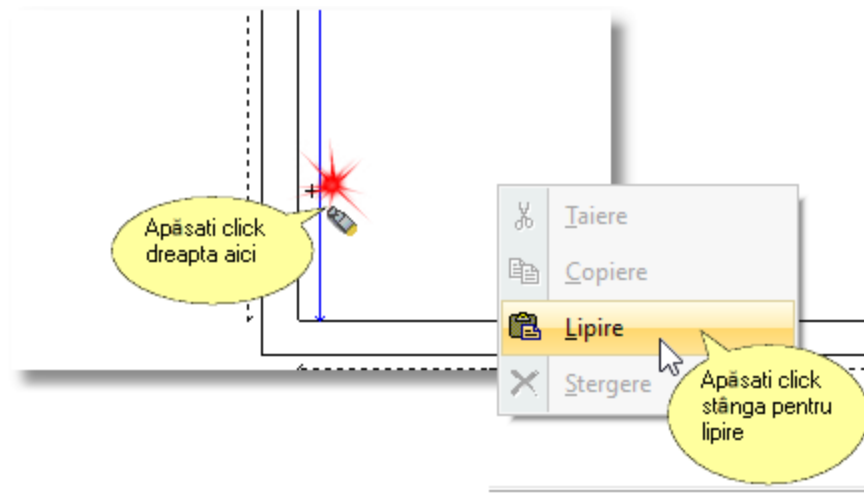 Apăsati click
dreapta aici
Taiere
Copiere
Lipire
Stergere
Apăsati click
stânga pentru
lipire